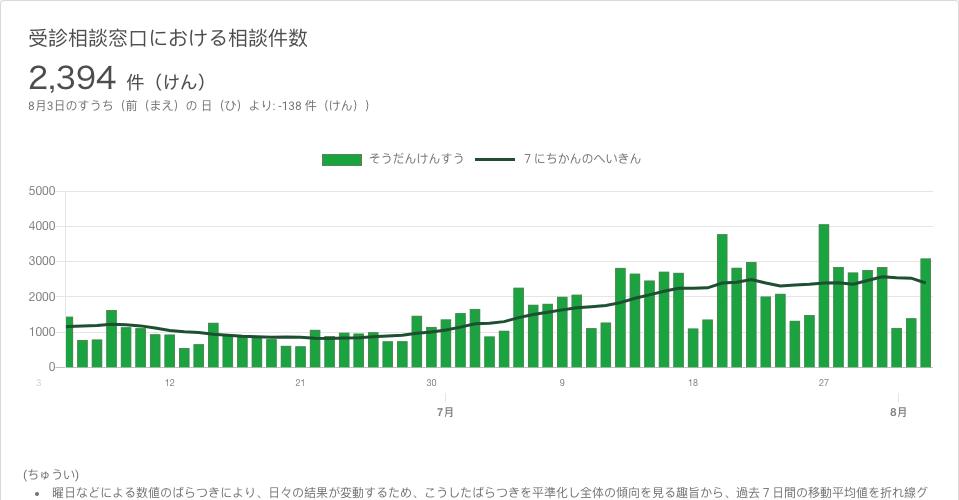 受診相談窓口における相談件数
2,394 件（けん）
8月3日のすうち（前（まえ）の 日（ひ）より: -138 件（けん））
そうだんけんすう 7 にちかんのへいきん
5000
4000
3000
2000
1000
0
3 12 21 30 9 18 27
7月 8月
(ちゅうい)
• 曜日などによる数値のばらつきにより、日々の結果が変動するため、こうしたばらつきを平準化し全体の傾向を見る趣旨から、過去７日間の移動平均値を折れ線グ